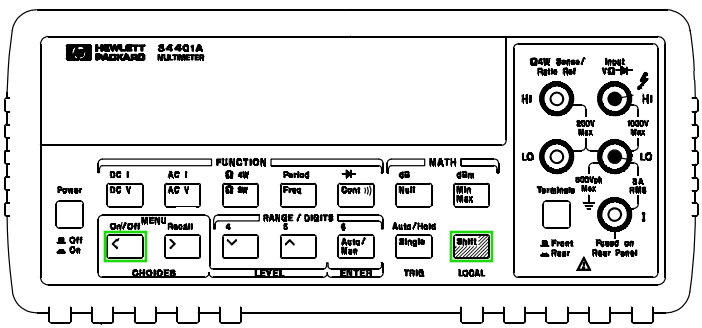 hp HEWLETT PACKARD 34401A MULTIMETER
Ω4W Sense/ Ratio Ref
Input VΩ
HI HI
200V Max
1000V Max
LO LO
500Vpk Max
3A RMS
I
Terminals
Front
Rear
Fused on Rear Panel
FUNCTION
MATH
DC I AC I Ω 4W Period dB dBm
Power
DC V AC V Ω 2W Freq Cont ))) Null Min Max
MENU
RANGE / DIGITS
On/Off Recall 4 5 6 Auto/Hold
Off
On
< > Auto/ Man Single Shift
CHOICES LEVEL ENTER TRIG LOCAL